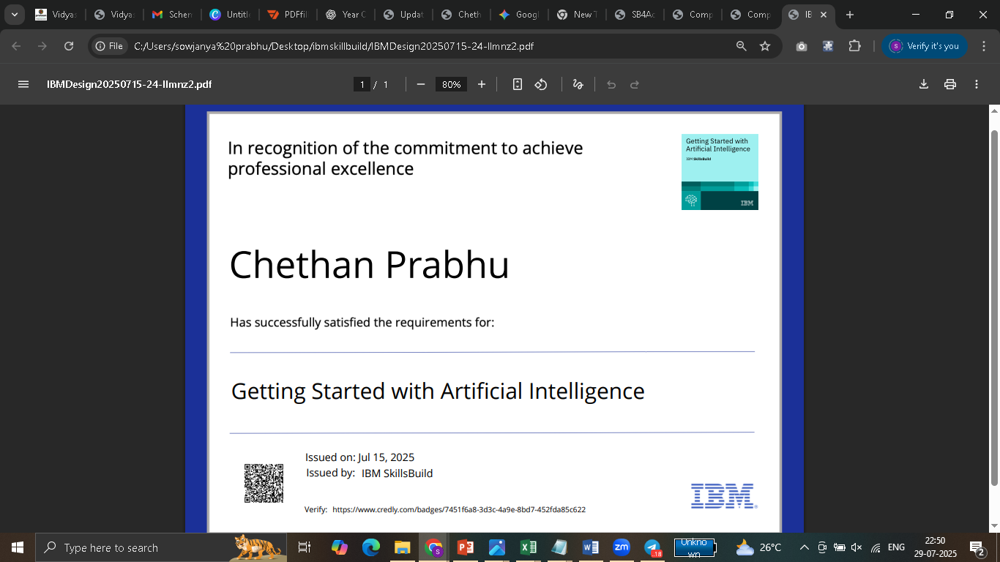 Vidyas
Vidya
Schem
Untitle
PDFfil
Year C
Updat
Cheth
Googl
New T
SB4Ac
Comp
Comp
IB
File
C:/Users/sowjanya%20prabhu/Desktop/ibmskillbuild/IBMDesign20250715-24-llmnz2.pdf
S
Verify it's you
IBMDesign20250715-24-llmnz2.pdf
1 / 1
80%
In recognition of the commitment to achieve
professional excellence
Getting Started with
Artificial Intelligence
IBM SkillsBuild
IBM
Chethan Prabhu
Has successfully satisfied the requirements for:
Getting Started with Artificial Intelligence
Issued on: Jul 15, 2025
Issued by: IBM SkillsBuild
Verify: https://www.credly.com/badges/7451f6a8-3d3c-4a9e-8bd7-452fda85c622
IBM®
Type here to search
S
zm
18
Unkno
wn
26°C
ENG
22:50
29-07-2025
2